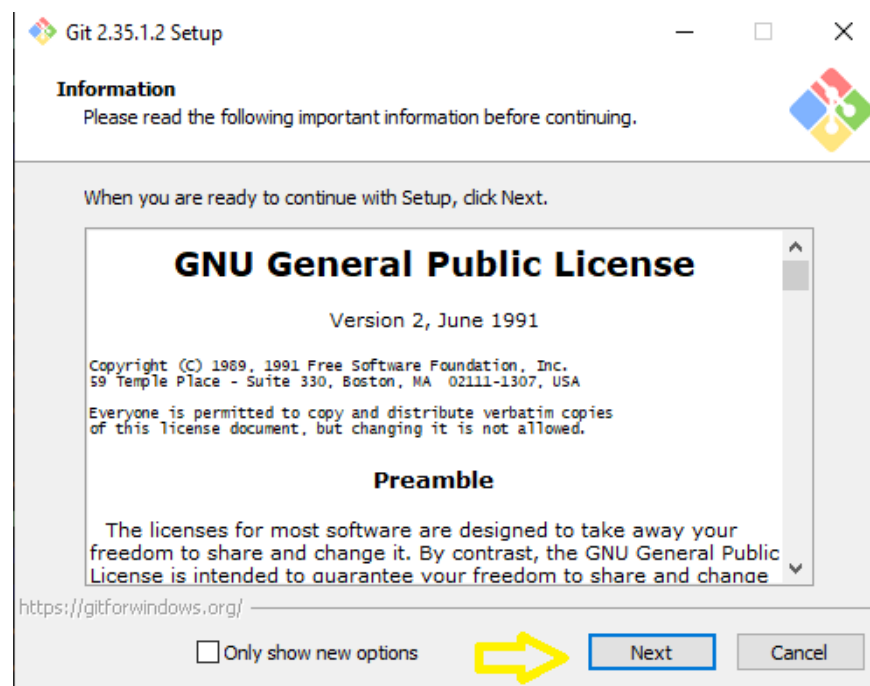 Git 2.35.1.2 Setup
Information
Please read the following important information before continuing.
When you are ready to continue with Setup, click Next.
GNU General Public License
Version 2, June 1991
Copyright (C) 1989, 1991 Free Software Foundation, Inc.
59 Temple Place - Suite 330, Boston, MA  02111-1307, USA
Everyone is permitted to copy and distribute verbatim copies
of this license document, but changing it is not allowed.
Preamble
The licenses for most software are designed to take away your
freedom to share and change it. By contrast, the GNU General Public
License is intended to guarantee your freedom to share and change
https://gitforwindows.org/
Only show new options
Next
Cancel